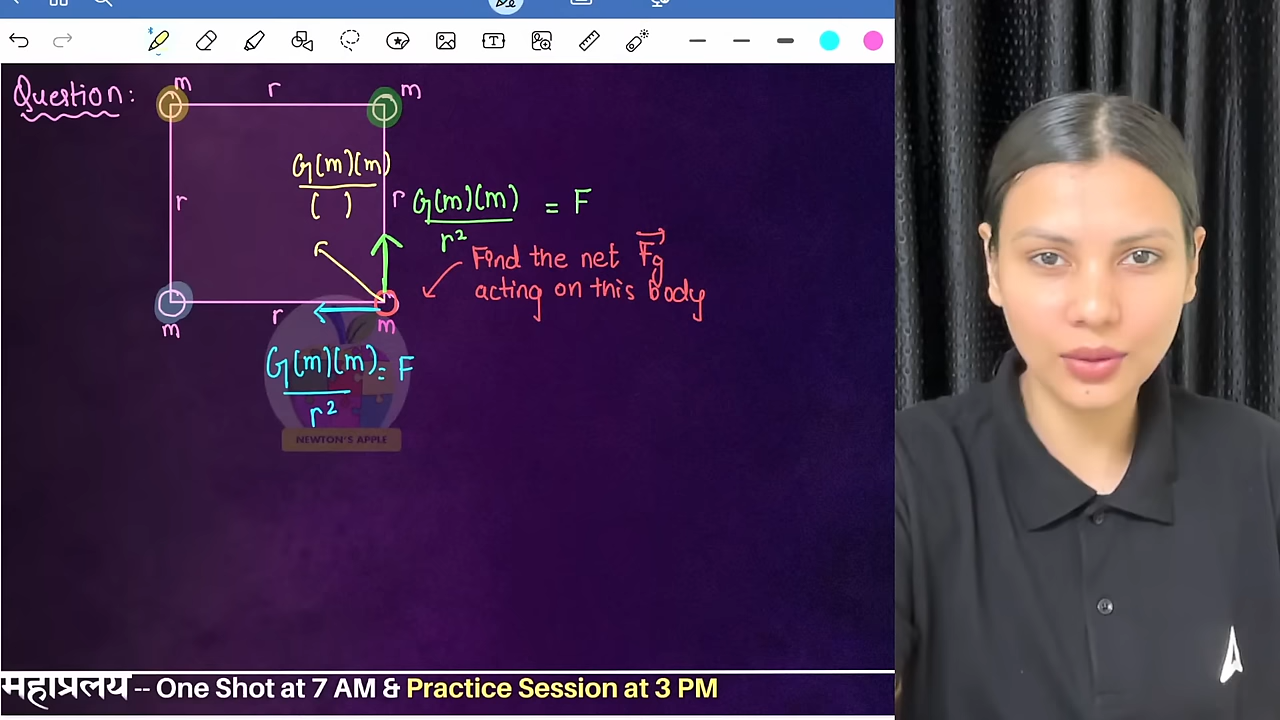 Question:
m
r
m
G(m)(m)
( )
r
r
G(m)(m) = F
r²
Find the net Fg
acting on this body
r
m
m
G(m)(m) = F
r²
NEWTON'S APPLE
महाप्रलय -- One Shot at 7 AM & Practice Session at 3 PM